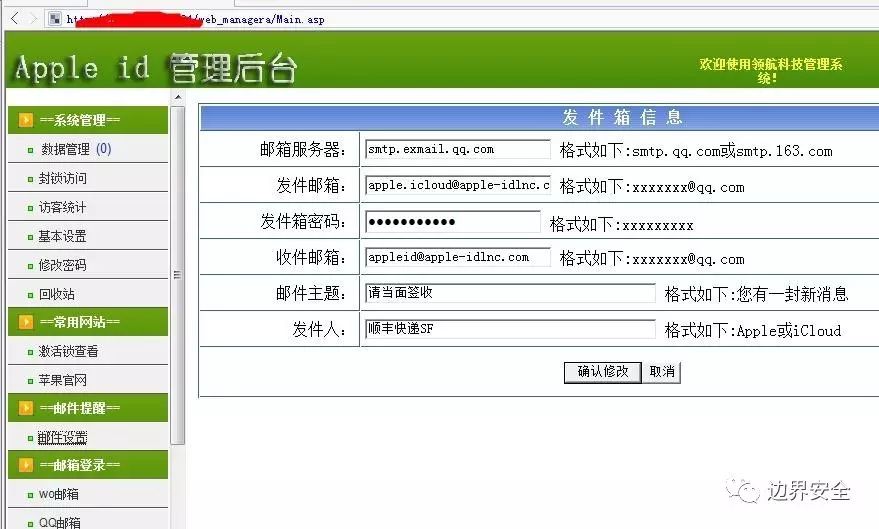 /web_managera/Main.asp
Apple id 管理后台
欢迎使用领航科技管理系
统！
==系统管理==
数据管理 (0)
封锁访问
访客统计
基本设置
修改密码
回收站
==常用网站==
激活锁查看
苹果官网
==邮件提醒==
邮件设置
==邮箱登录==
wo邮箱
QQ邮箱
发 件 箱 信 息
邮箱服务器： smtp.exmail.qq.com 格式如下:smtp.qq.com或smtp.163.com
发件邮箱： apple.icloud@apple-idlnc.c 格式如下:xxxxxxx@qq.com
发件箱密码： ●●●●●●●●●●● 格式如下:xxxxxxxxx
收件邮箱： appleid@apple-idlnc.com 格式如下:xxxxxxx@qq.com
邮件主题： 请当面签收 格式如下:您有一封新消息
发件人： 顺丰快递SF 格式如下:Apple或iCloud
确认修改 取消
边界安全